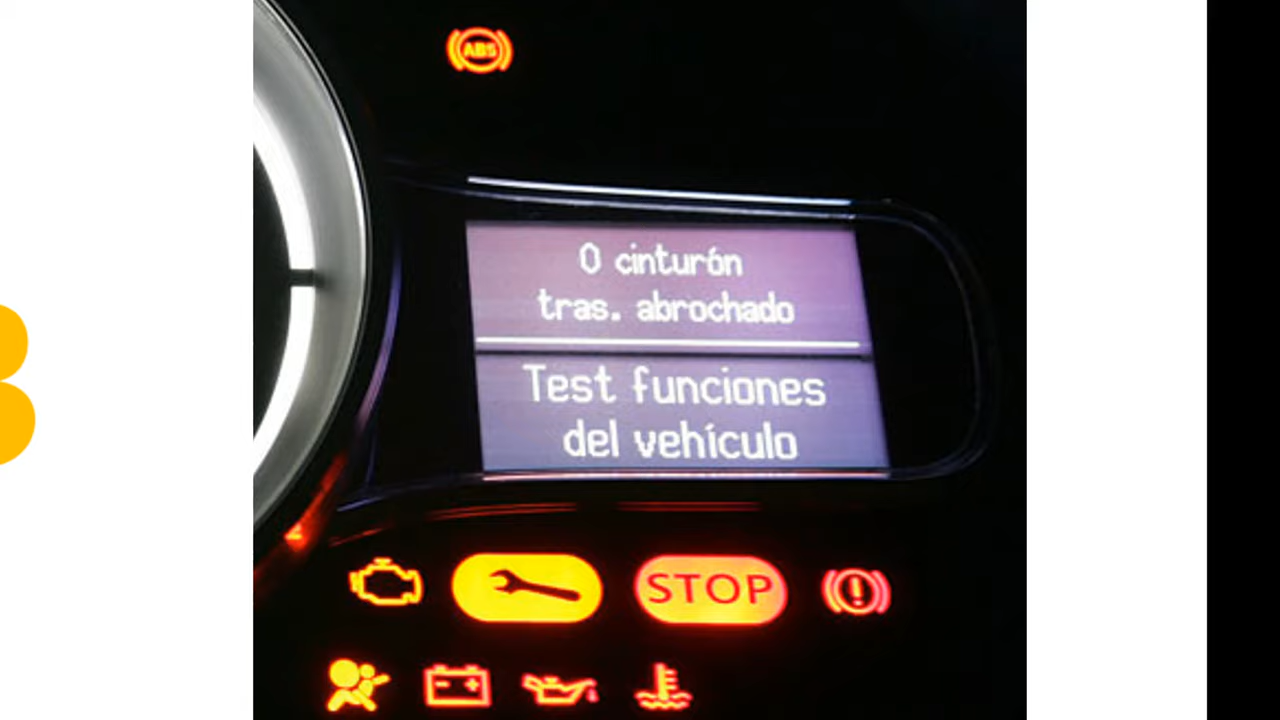 ABS
0 cinturón
tras. abrochado
Test funciones
del vehículo
STOP